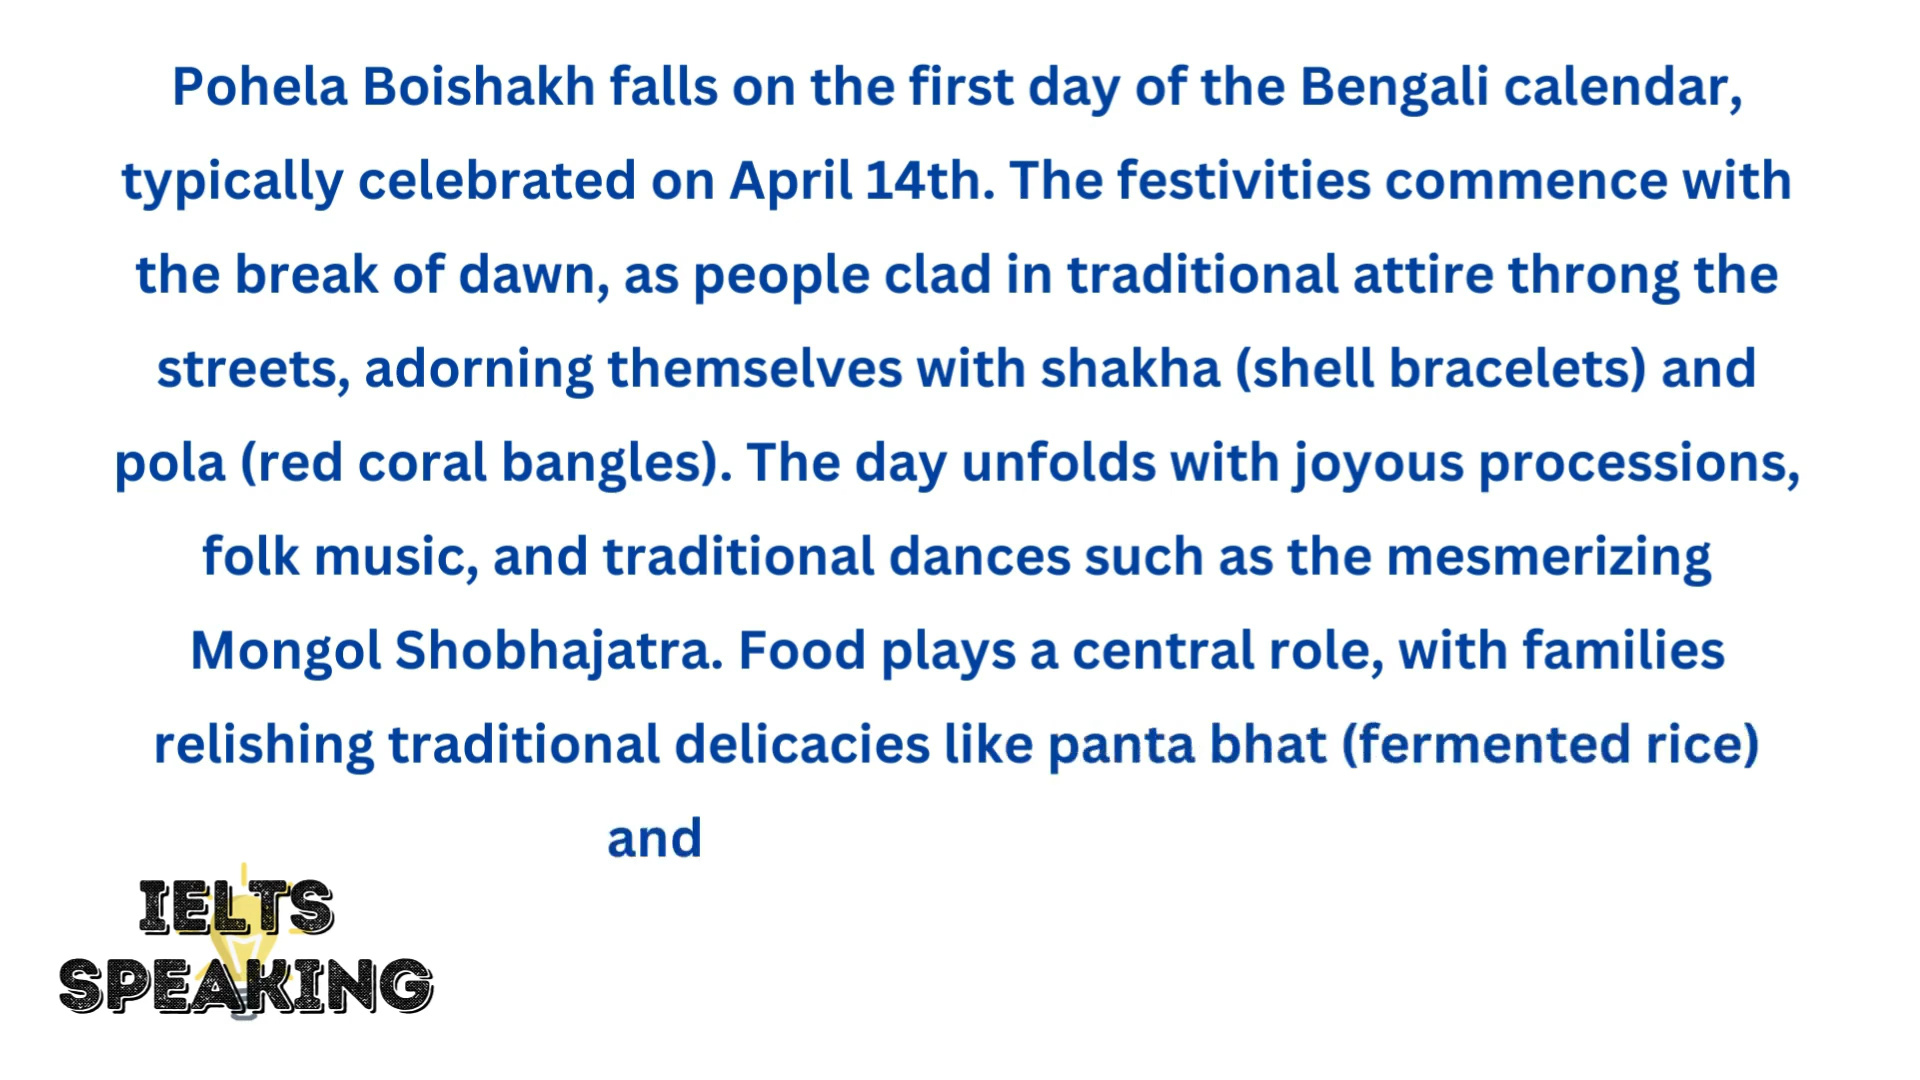 Pohela Boishakh falls on the first day of the Bengali calendar,
typically celebrated on April 14th. The festivities commence with
the break of dawn, as people clad in traditional attire throng the
streets, adorning themselves with shakha (shell bracelets) and
pola (red coral bangles). The day unfolds with joyous processions,
folk music, and traditional dances such as the mesmerizing
Mongol Shobhajatra. Food plays a central role, with families
relishing traditional delicacies like panta bhat (fermented rice)
and
IELTS
SPEAKING